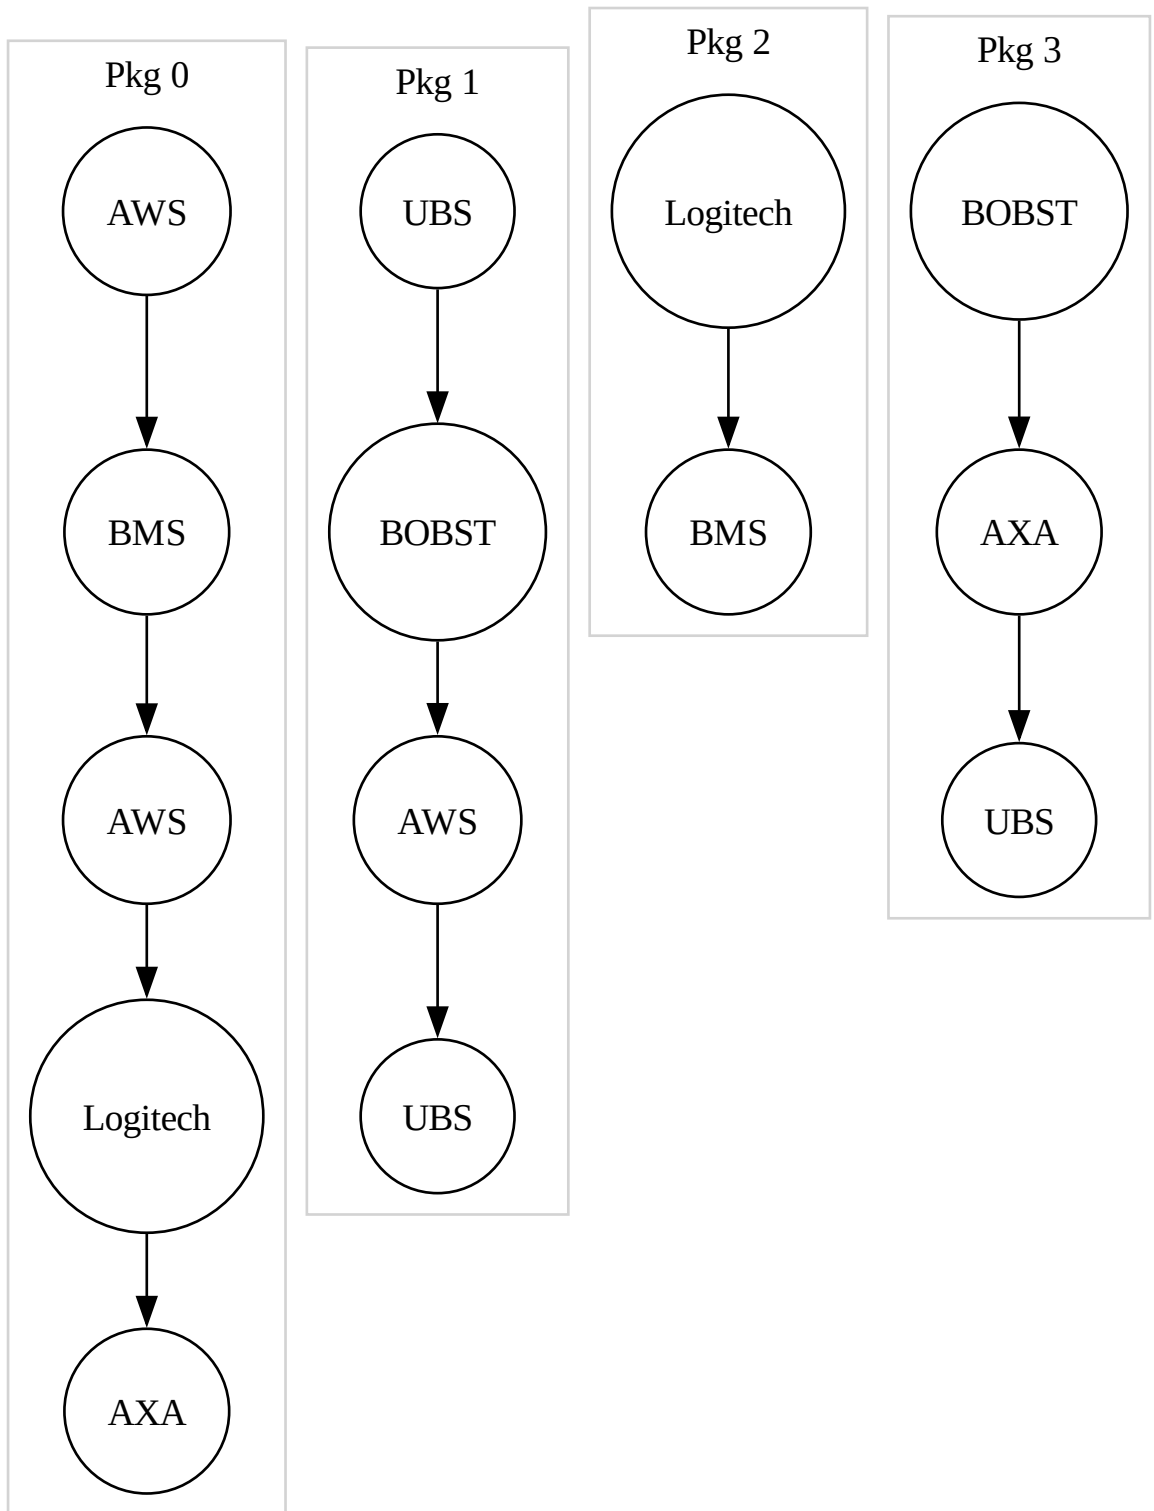 Pkg 0
AWS
BMS
AWS
Logitech
AXA
Pkg 1
UBS
BOBST
AWS
UBS
Pkg 2
Logitech
BMS
Pkg 3
BOBST
AXA
UBS